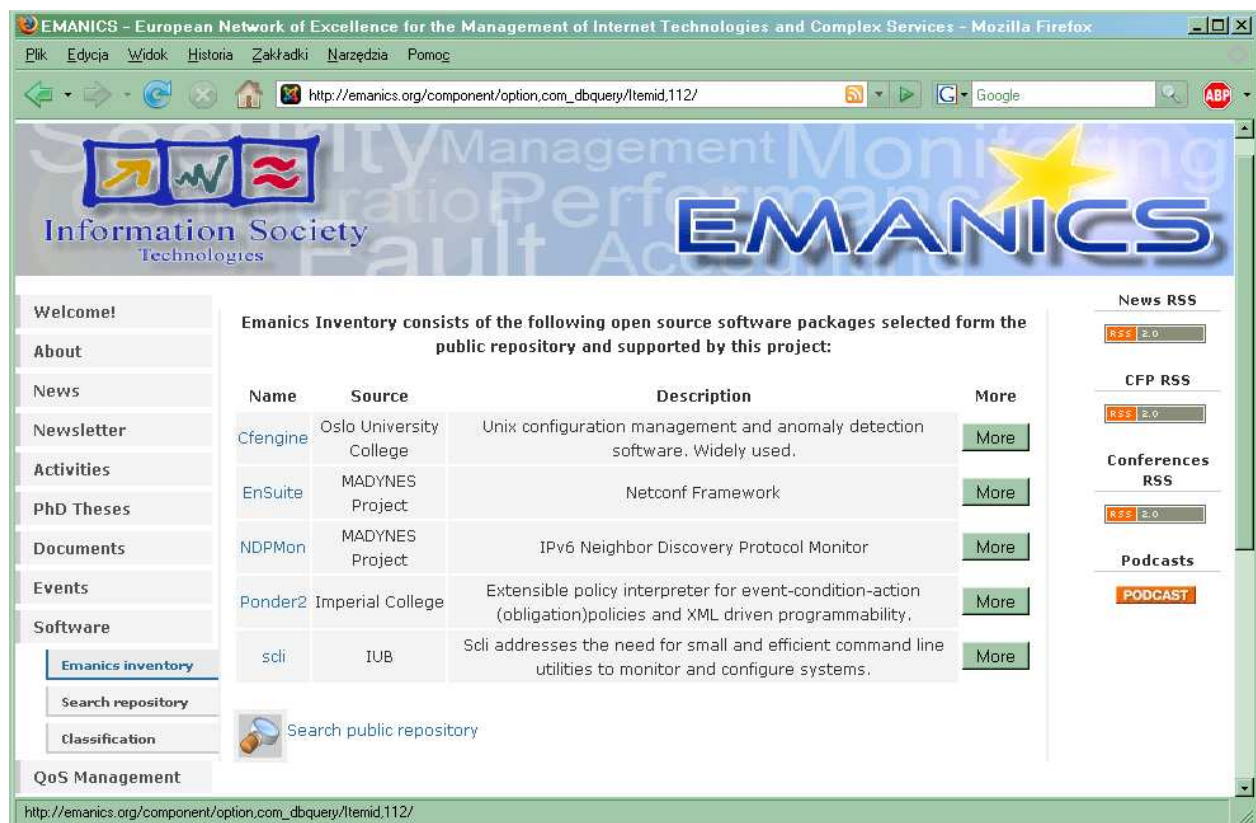 EMANICS - European Network of Excellence for the Management of Internet Technologies and Complex Services - Mozilla Firefox
Plik Edycja Widok Historia Zakładki Narzędzia Pomoc
http://emanics.org/component/option,com_dbquery/Itemid,112/
G Google
ABP
Security Management Monitoring
Configuration Performance
Fault Accounting
Information Society
Technologies
EMANICS
Welcome!
About
News
Newsletter
Activities
PhD Theses
Documents
Events
Software
Emanics inventory
Search repository
Classification
QoS Management
Emanics Inventory consists of the following open source software packages selected form the
public repository and supported by this project:
Name Source Description More
Cfengine Oslo University College Unix configuration management and anomaly detection software. Widely used. More
EnSuite MADYNES Project Netconf Framework More
NDPMon MADYNES Project IPv6 Neighbor Discovery Protocol Monitor More
Ponder2 Imperial College Extensible policy interpreter for event-condition-action (obligation)policies and XML driven programmability. More
scli IUB Scli addresses the need for small and efficient command line utilities to monitor and configure systems. More
Search public repository
News RSS
RSS 2.0
CFP RSS
RSS 2.0
Conferences
RSS
RSS 2.0
Podcasts
PODCAST
http://emanics.org/component/option,com_dbquery/Itemid,112/